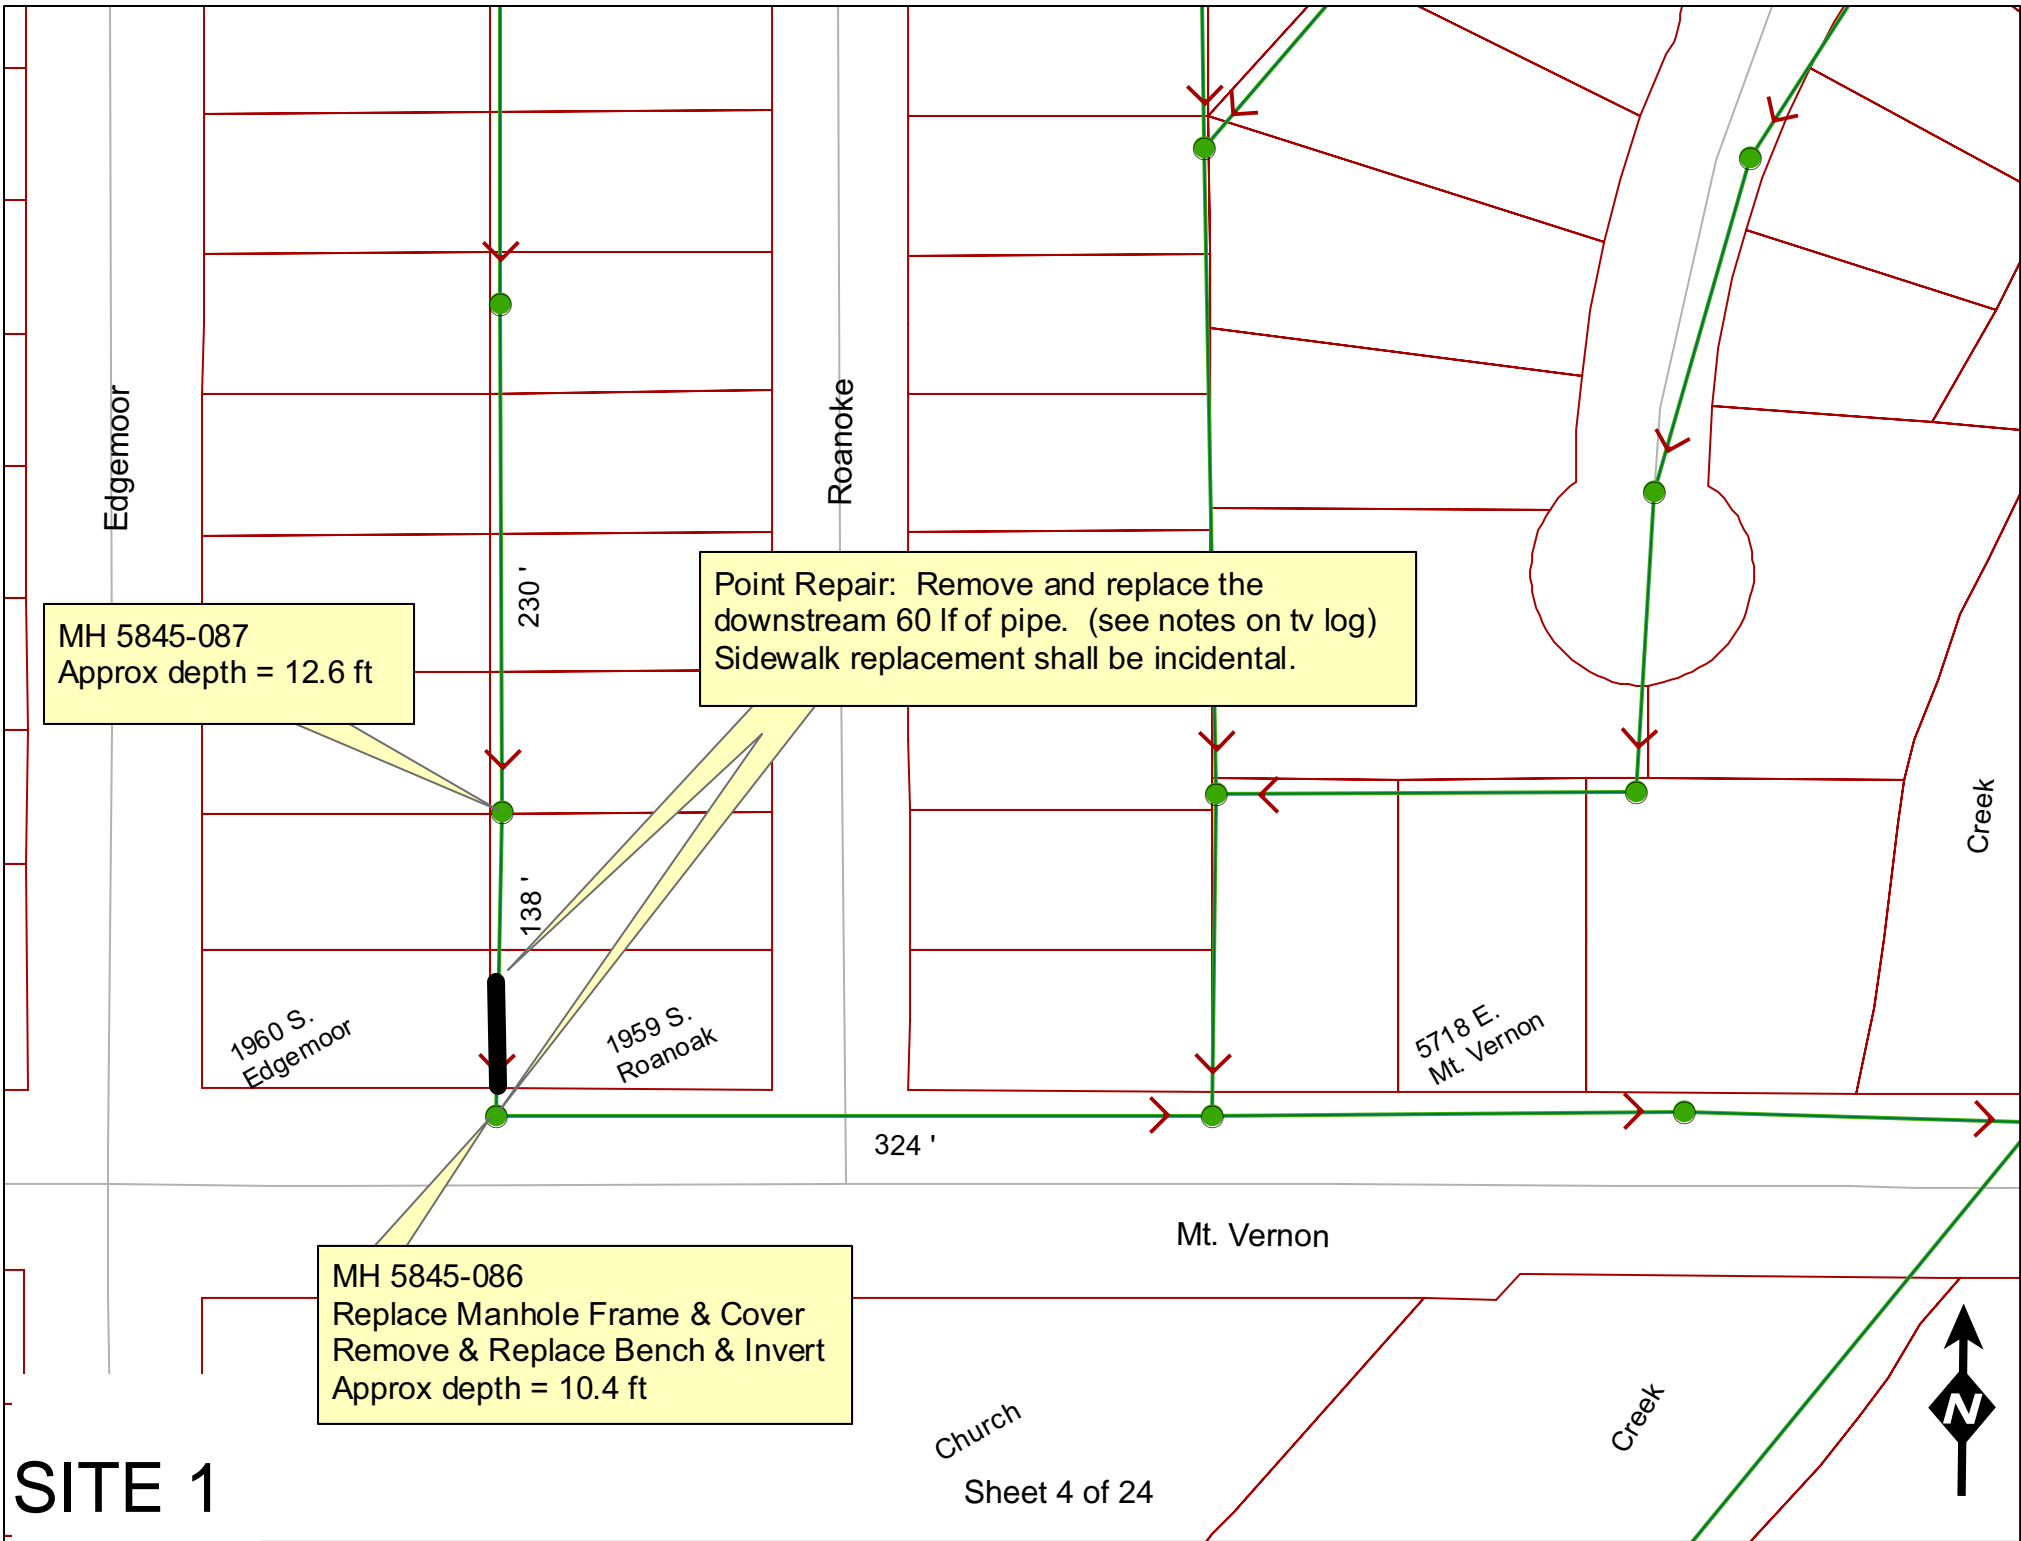 Edgemoor
Roanoke
230 '
Point Repair:  Remove and replace the
downstream 60 lf of pipe.  (see notes on tv log)
Sidewalk replacement shall be incidental.
MH 5845-087
Approx depth = 12.6 ft
Creek
138 '
1960 S.
Edgemoor
1959 S.
Roanoak
5718 E.
Mt. Vernon
324 '
Mt. Vernon
MH 5845-086
Replace Manhole Frame & Cover
Remove & Replace Bench & Invert
Approx depth = 10.4 ft
Church
Creek
N
SITE 1
Sheet 4 of 24